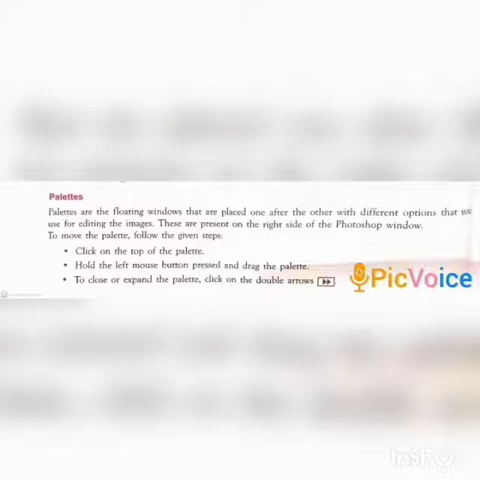 Palettes
Palettes are the floating windows that are placed one after the other with different options that you
use for editing the images. These are present on the right side of the Photoshop window.
To move the palette, follow the given steps:
• Click on the top of the palette.
• Hold the left mouse button pressed and drag the palette.
• To close or expand the palette, click on the double arrows
PicVoice